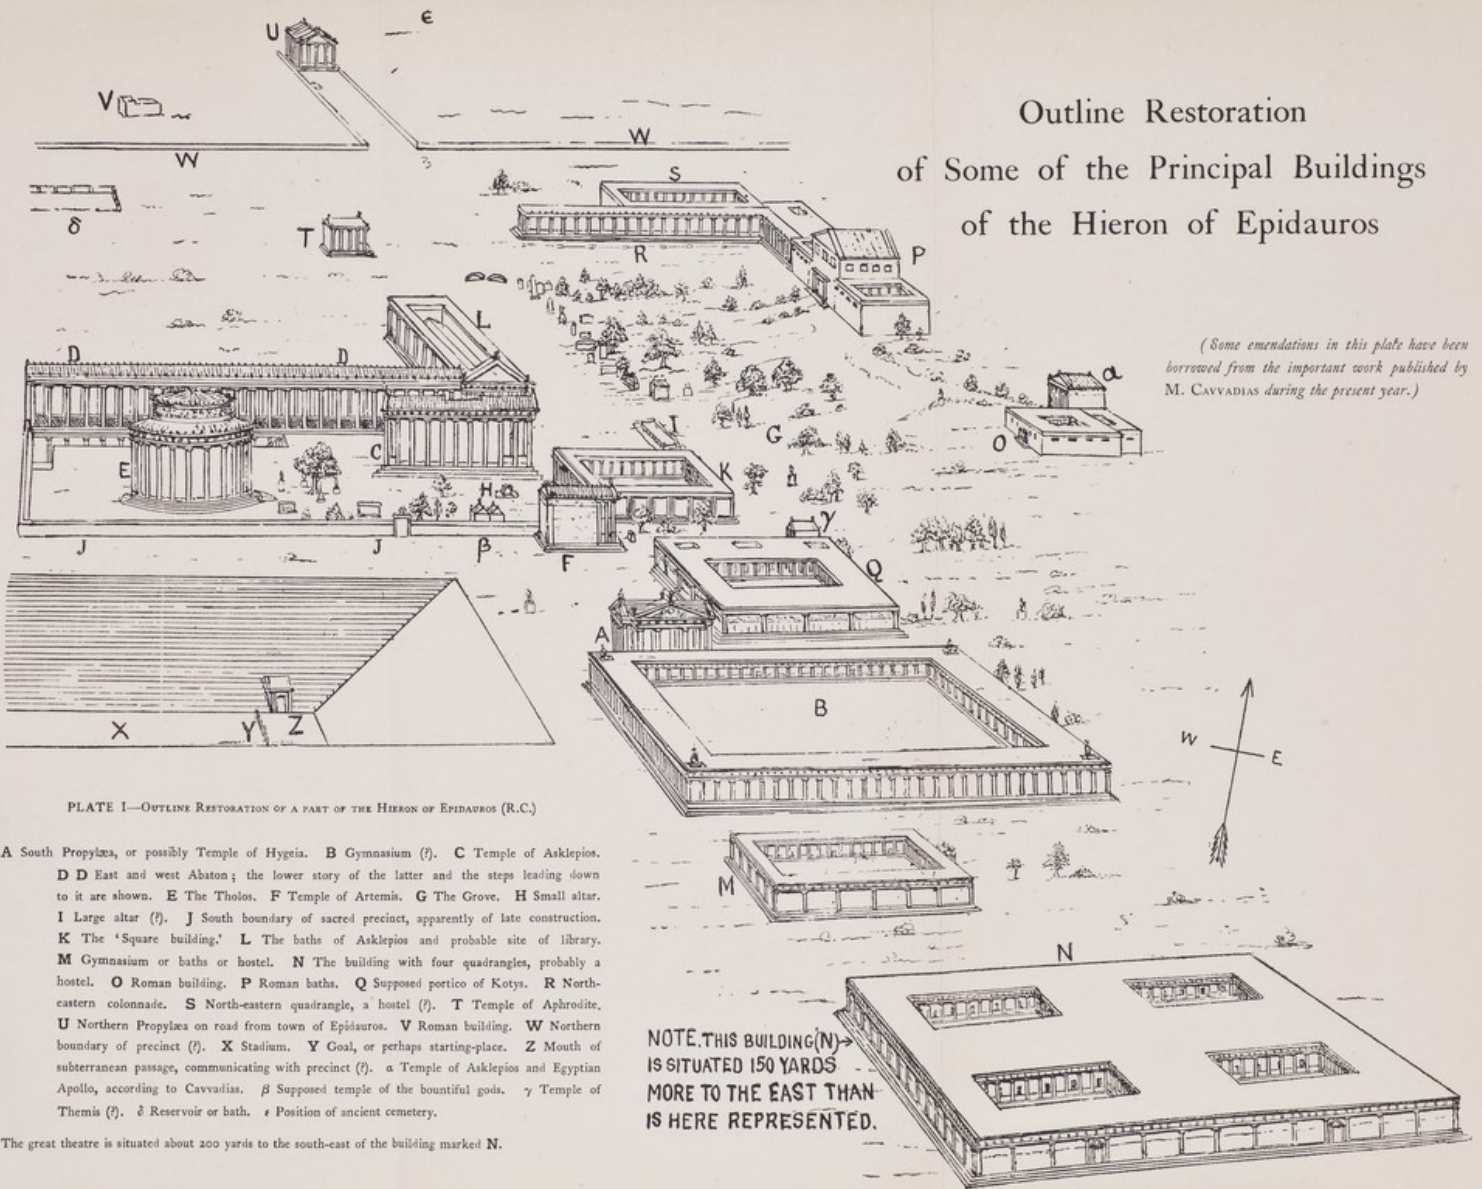 U
ε
V
W
W
S
δ
T
R
P
L
D
D
α
I
G
O
C
E
K
H
γ
J
J
β
F
Q
A
B
X
Y
Z
W
E
M
N
Outline Restoration
of Some of the Principal Buildings
of the Hieron of Epidauros
(Some emendations in this plate have been
borrowed from the important work published by
M. CAVVADIAS during the present year.)
PLATE I—OUTLINE RESTORATION OF A PART OF THE HIERON OF EPIDAUROS (R.C.)
A South Propylæa, or possibly Temple of Hygeia. B Gymnasium (?). C Temple of Asklepios.
D D East and west Abaton; the lower story of the latter and the steps leading down
to it are shown. E The Tholos. F Temple of Artemis. G The Grove. H Small altar.
I Large altar (?). J South boundary of sacred precinct, apparently of late construction.
K The ‘Square building.’ L The baths of Asklepios and probable site of library.
M Gymnasium or baths or hostel. N The building with four quadrangles, probably a
hostel. O Roman building. P Roman baths. Q Supposed portico of Kotys. R North-
eastern colonnade. S North-eastern quadrangle, a hostel (?). T Temple of Aphrodite.
U Northern Propylæa on road from town of Epidauros. V Roman building. W Northern
boundary of precinct (?). X Stadium. Y Goal, or perhaps starting-place. Z Mouth of
subterranean passage, communicating with precinct (?). α Temple of Asklepios and Egyptian
Apollo, according to Cavvadias. β Supposed temple of the bountiful gods. γ Temple of
Themis (?). δ Reservoir or bath. ε Position of ancient cemetery.
The great theatre is situated about 200 yards to the south-east of the building marked N.
NOTE. THIS BUILDING (N)→
IS SITUATED 150 YARDS
MORE TO THE EAST THAN
IS HERE REPRESENTED.